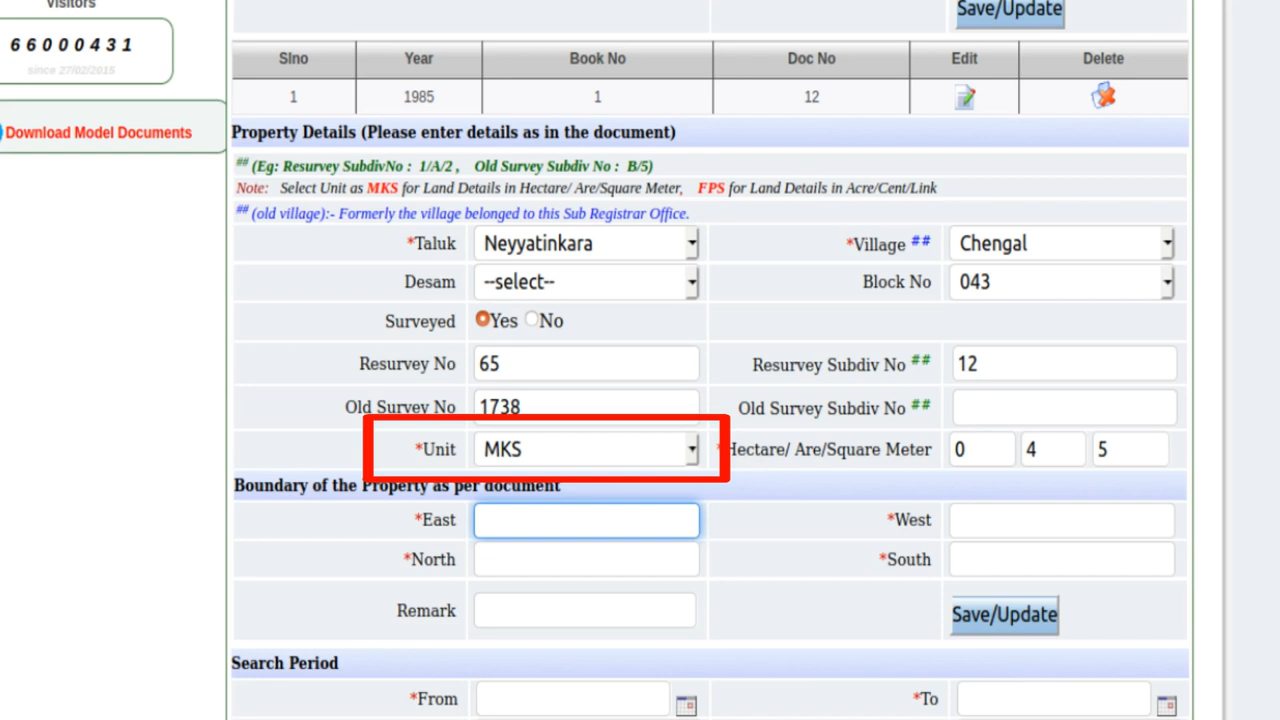 Visitors
66000431
since 27/02/2015
Download Model Documents
Save/Update
Slno Year Book No Doc No Edit Delete
1 1985 1 12
Property Details (Please enter details as in the document)
## (Eg: Resurvey SubdivNo : 1/A/2 , Old Survey Subdiv No : B/5)
Note: Select Unit as MKS for Land Details in Hectare/ Are/Square Meter, FPS for Land Details in Acre/Cent/Link
## (old village):- Formerly the village belonged to this Sub Registrar Office.
*Taluk Neyyatinkara *Village ## Chengal
Desam --select-- Block No 043
Surveyed Yes No
Resurvey No 65 Resurvey Subdiv No ## 12
Old Survey No 1738 Old Survey Subdiv No ##
*Unit MKS *Hectare/ Are/Square Meter 0 4 5
Boundary of the Property as per document
*East *West
*North *South
Remark Save/Update
Search Period
*From *To